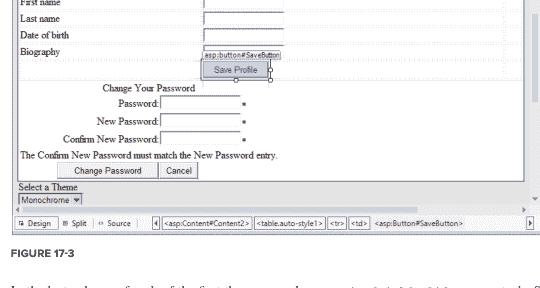 First name
Last name
Date of birth
Biography
asp:button#SaveButton
Save Profile
Change Your Password
Password:
New Password:
Confirm New Password:
The Confirm New Password must match the New Password entry.
Change Password Cancel
Select a Theme
Monochrome
Design Split Source <asp:Content#Content2> <table.auto-style1> <tr> <td> <asp:Button#SaveButton>
FIGURE 17-3